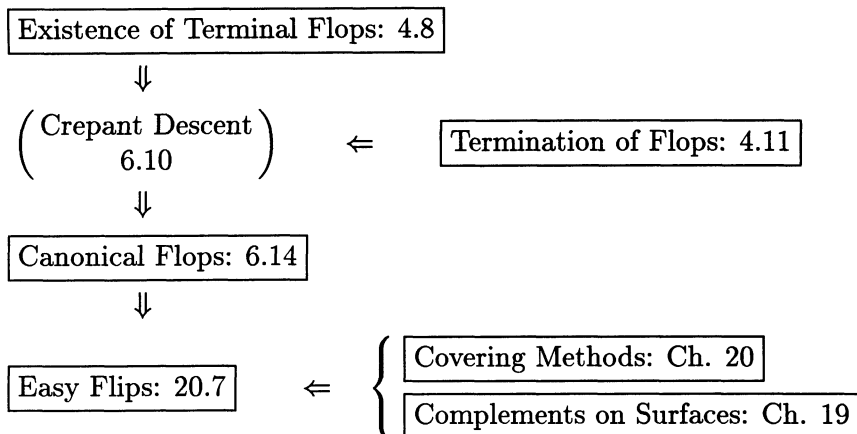 Existence of Terminal Flops: 4.8
⇓
( Crepant Descent 6.10 ) ⇐ Termination of Flops: 4.11
⇓
Canonical Flops: 6.14
⇓
Easy Flips: 20.7 ⇐ { Covering Methods: Ch. 20
Complements on Surfaces: Ch. 19